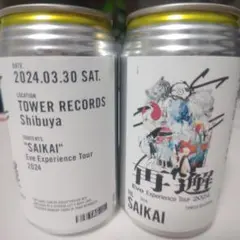 DATE:
2024.03.30 SAT.
LOCATION:
TOWER RECORDS
Shibuya
CONTENTS:
"SAIKAI"
Eve Experience Tour
2024
再邂
Eve Experience Tour 2024
SAIKAI